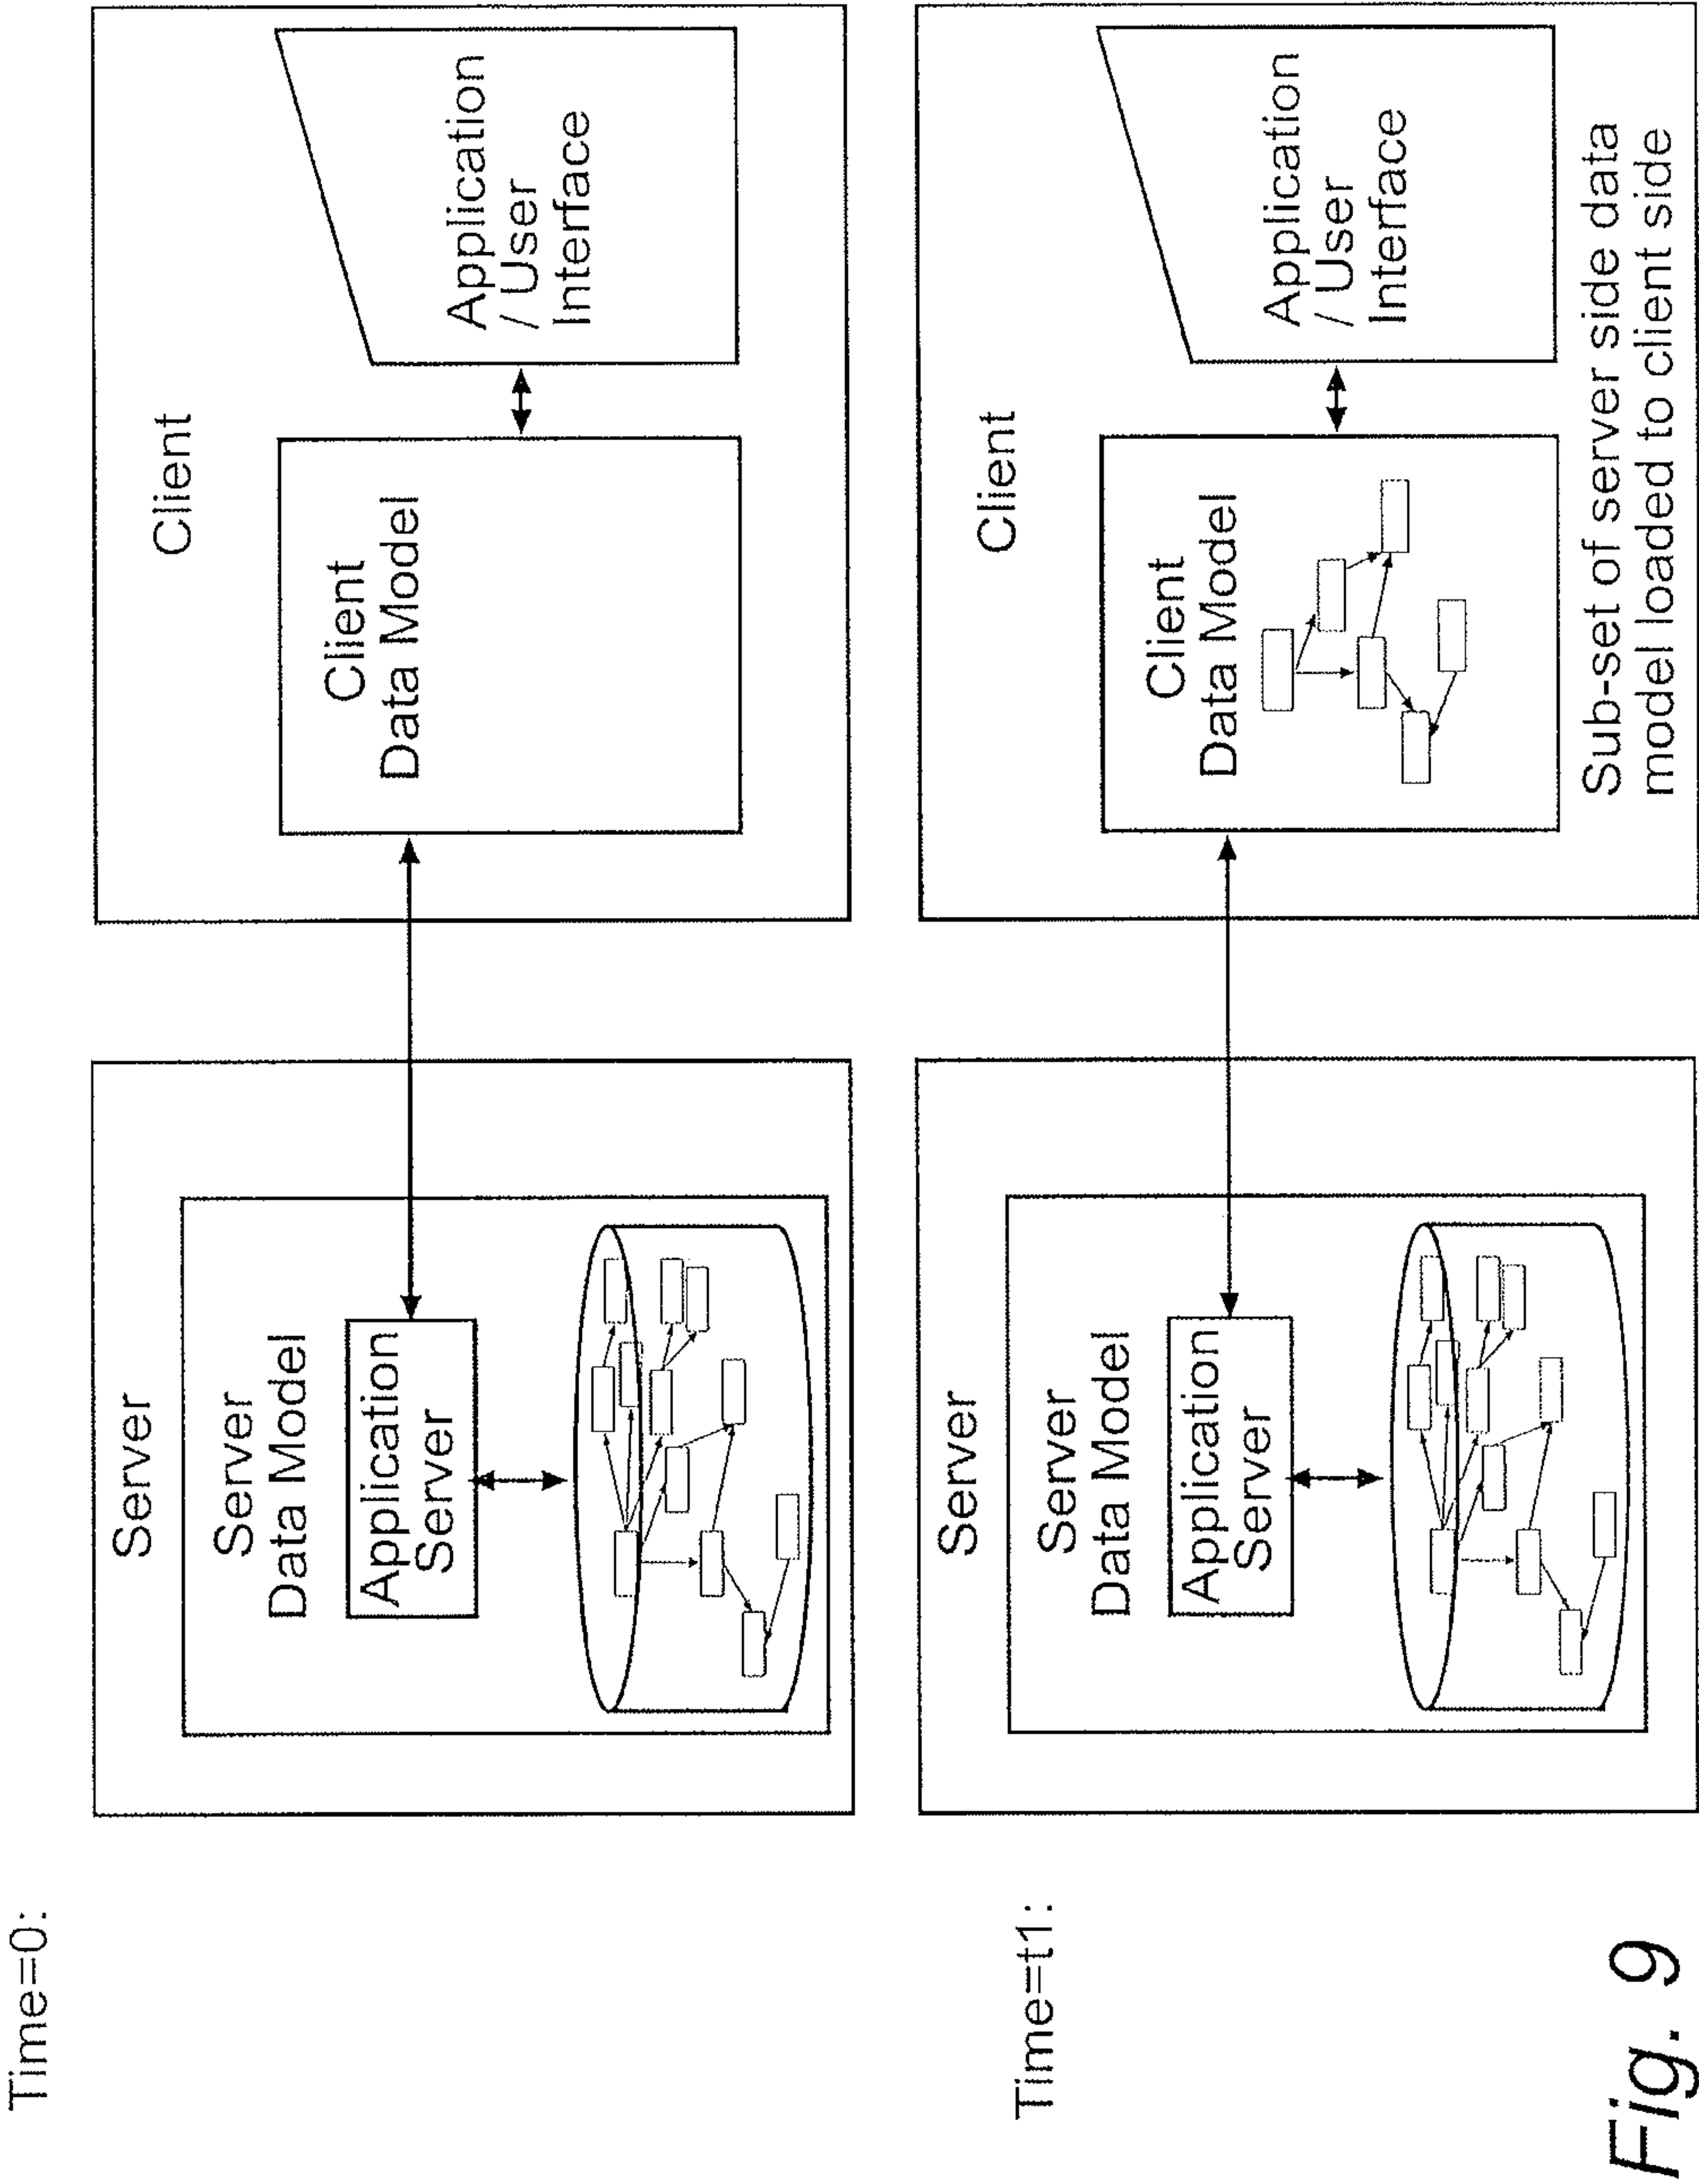 Time=0:
Server
Server
Data Model
Application
Server
Client
Client
Data Model
Application
/ User
Interface
Time=t1:
Server
Server
Data Model
Application
Server
Client
Client
Data Model
Application
/ User
Interface
Sub-set of server side data
model loaded to client side
Fig. 9